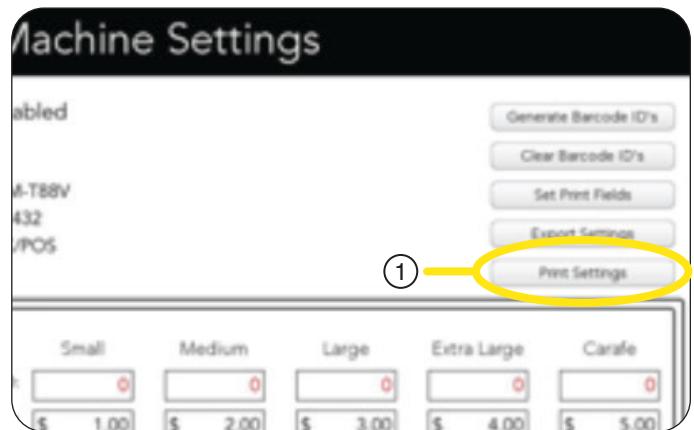 Machine Settings
abled
Generate Barcode ID's
Clear Barcode ID's
M-T88V
Set Print Fields
432
Export Settings
/POS
1
Print Settings
Small Medium Large Extra Large Carafe
0 0 0 0 0
$ 1.00 $ 2.00 $ 3.00 $ 4.00 $ 5.00